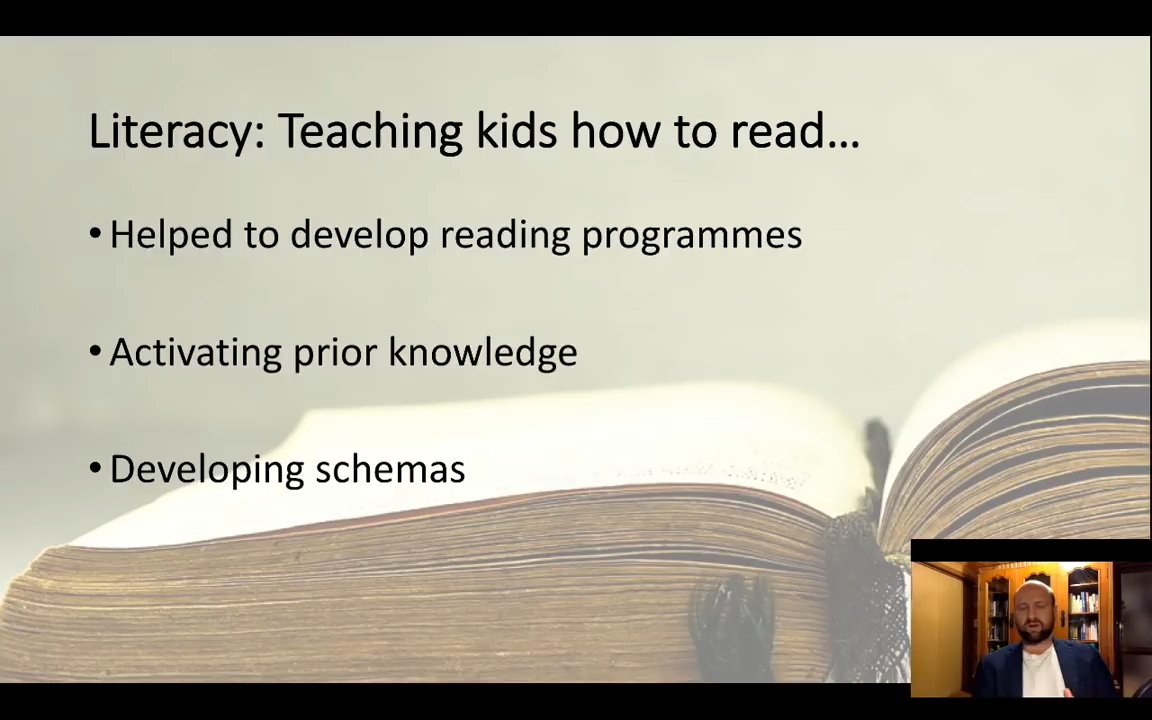 Literacy: Teaching kids how to read…
• Helped to develop reading programmes
• Activating prior knowledge
• Developing schemas